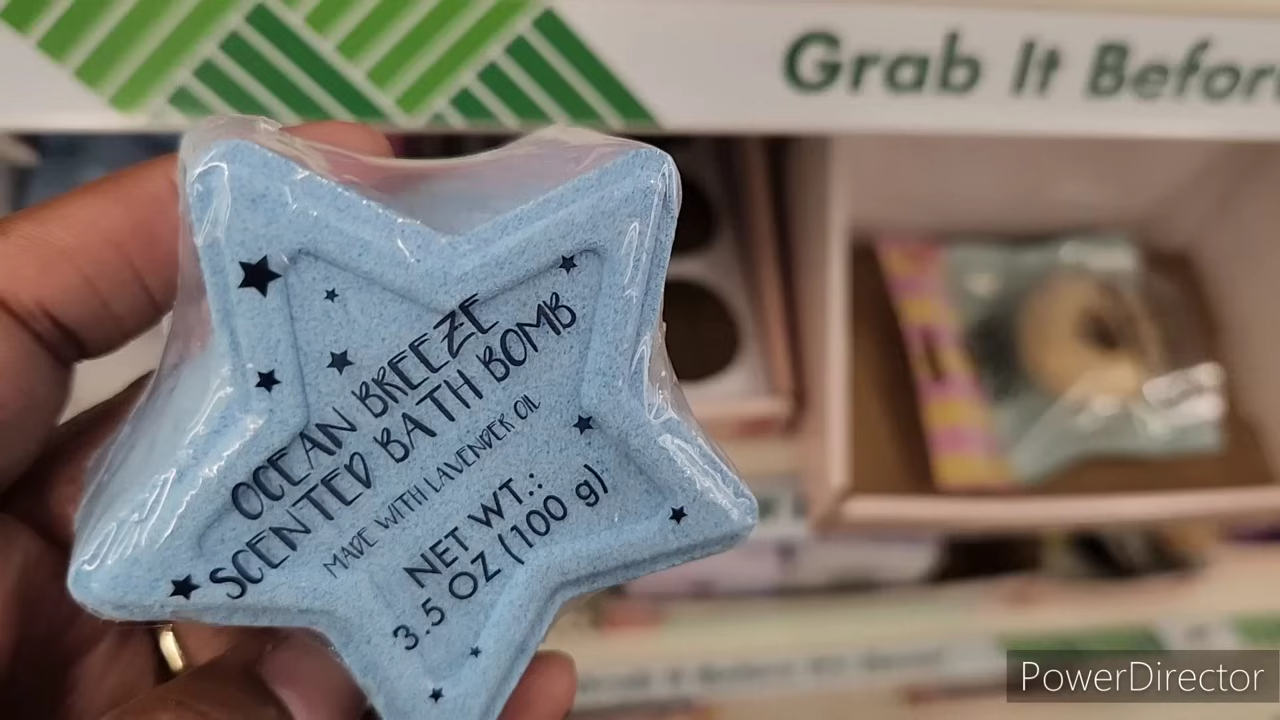 Grab It Befor
OCEAN BREEZE
SCENTED BATH BOMB
MADE WITH LAVENDER OIL
NET WT.:
3.5 OZ (100 g)
PowerDirector